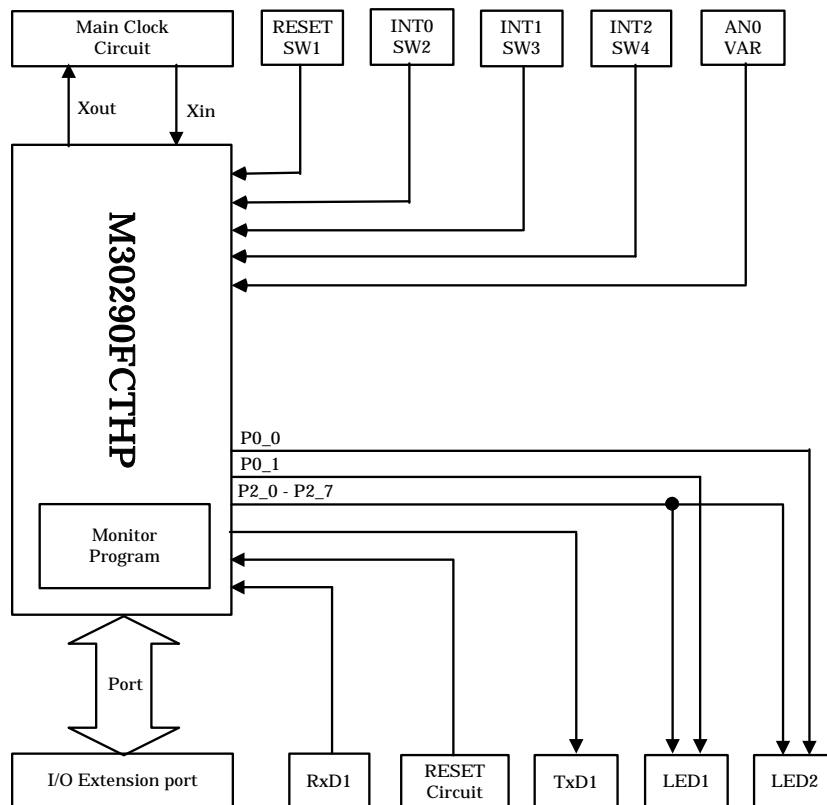 Main Clock
Circuit
RESET
SW1
INT0
SW2
INT1
SW3
INT2
SW4
AN0
VAR
Xout
Xin
M30290FCTHP
P0_0
P0_1
P2_0 - P2_7
Monitor
Program
Port
I/O Extension port
RxD1
RESET
Circuit
TxD1
LED1
LED2